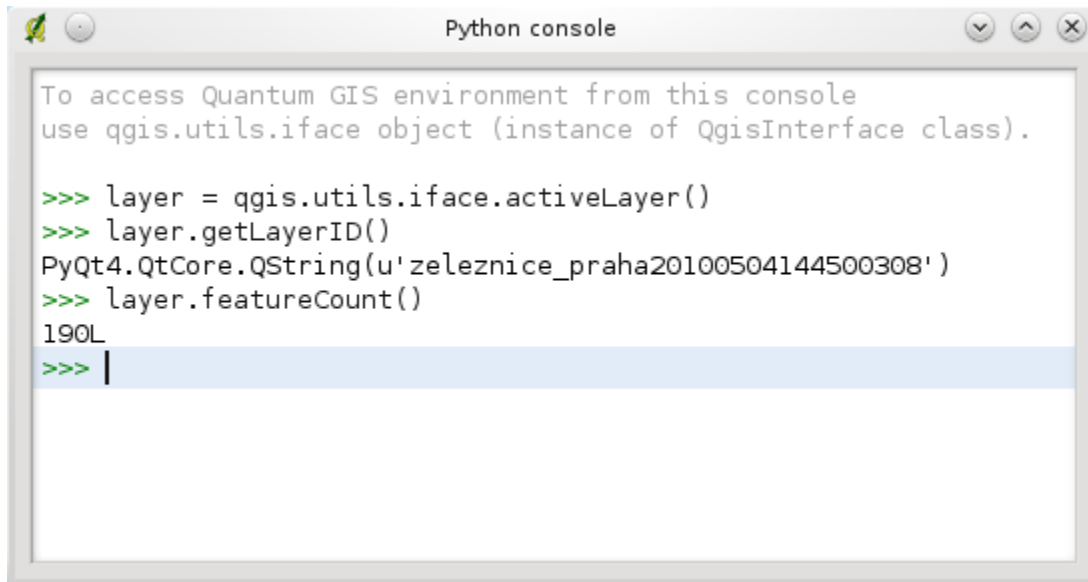 Python console
To access Quantum GIS environment from this console
use qgis.utils.iface object (instance of QgisInterface class).
>>> layer = qgis.utils.iface.activeLayer()
>>> layer.getLayerID()
PyQt4.QtCore.QString(u'zeleznice_praha20100504144500308')
>>> layer.featureCount()
190L
>>>